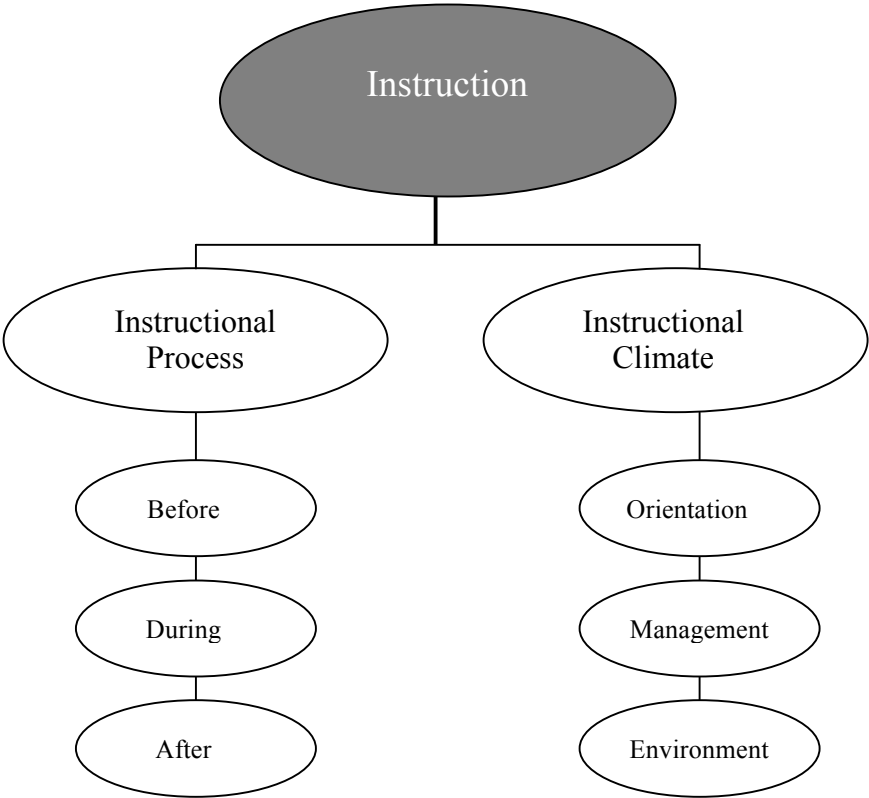 Instruction
Instructional
Process
Instructional
Climate
Before
Orientation
During
Management
After
Environment